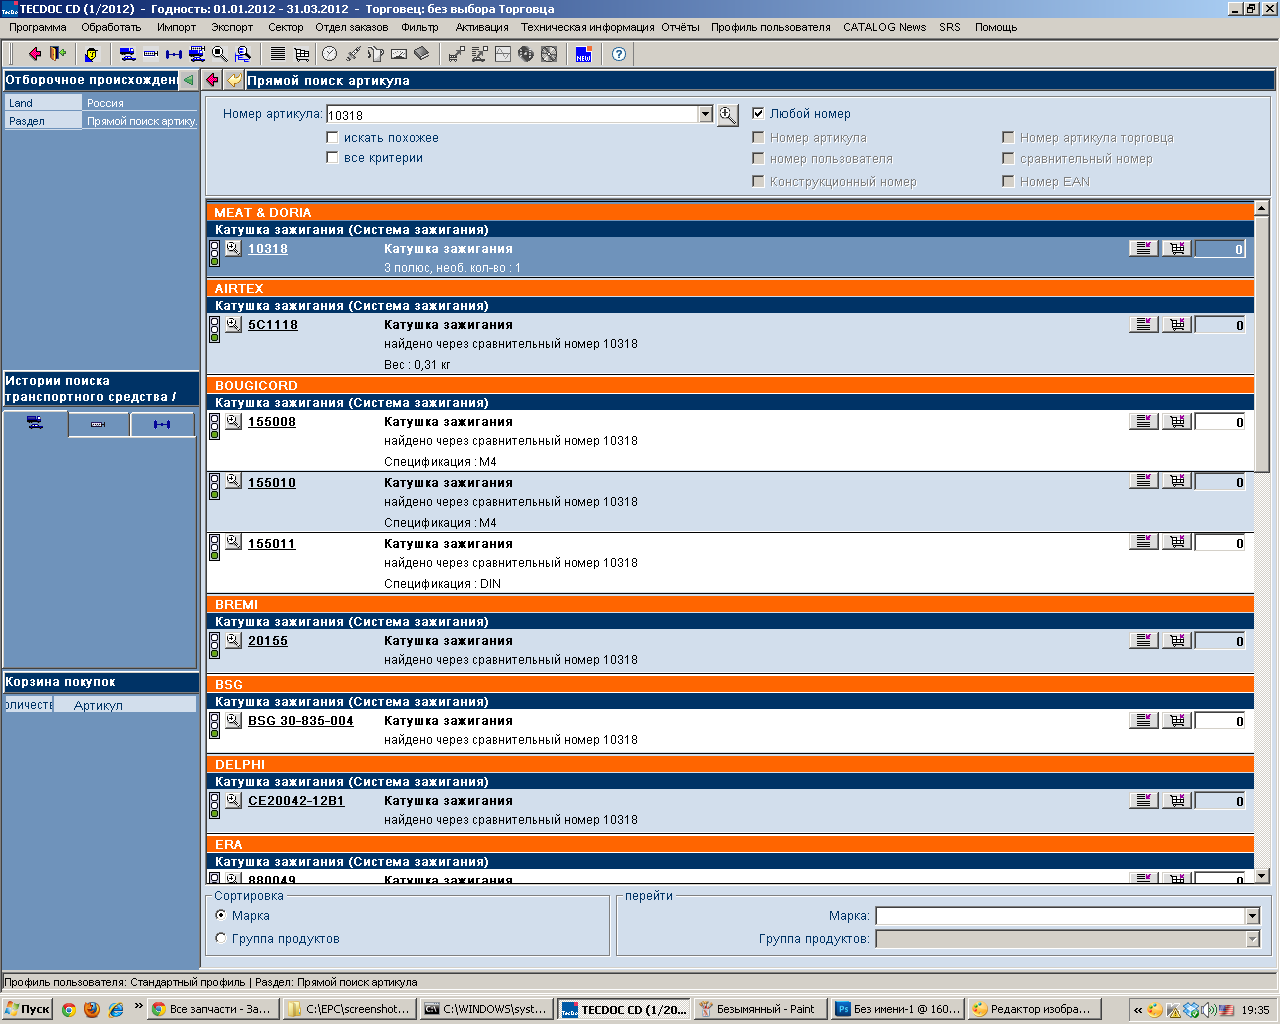 TECDOC CD (1/2012) - Годность: 01.01.2012 - 31.03.2012 - Торговец: без выбора Торговца
Программа Обработать Импорт Экспорт Сектор Отдел заказов Фильтр Активация Техническая информация Отчёты Профиль пользователя CATALOG News SRS Помощь
NEW
Отборочное происхожден
Land Россия
Раздел Прямой поиск артику.
Истории поиска
транспортного средства /
Корзина покупок
оличеств Артикул
Прямой поиск артикула
Номер артикула: 10318
искать похожее
все критерии
Любой номер
Номер артикула Номер артикула торговца
номер пользователя сравнительный номер
Конструкционный номер Номер EAN
MEAT & DORIA
Катушка зажигания (Система зажигания)
10318 Катушка зажигания 0
3 полюс, необ. кол-во : 1
AIRTEX
Катушка зажигания (Система зажигания)
5C1118 Катушка зажигания 0
найдено через сравнительный номер 10318
Вес : 0,31 кг
BOUGICORD
Катушка зажигания (Система зажигания)
155008 Катушка зажигания 0
найдено через сравнительный номер 10318
Спецификация : M4
155010 Катушка зажигания 0
найдено через сравнительный номер 10318
Спецификация : M4
155011 Катушка зажигания 0
найдено через сравнительный номер 10318
Спецификация : DIN
BREMI
Катушка зажигания (Система зажигания)
20155 Катушка зажигания 0
найдено через сравнительный номер 10318
BSG
Катушка зажигания (Система зажигания)
BSG 30-835-004 Катушка зажигания 0
найдено через сравнительный номер 10318
DELPHI
Катушка зажигания (Система зажигания)
CE20042-12B1 Катушка зажигания 0
найдено через сравнительный номер 10318
ERA
Катушка зажигания (Система зажигания)
880049 Катушка зажигания 0
Сортировка
Марка
Группа продуктов
перейти
Марка:
Группа продуктов:
Профиль пользователя: Стандартный профиль | Раздел: Прямой поиск артикула
Пуск » Все запчасти - За... C:\EPC\screenshot... C:\WINDOWS\syst... TECDOC CD (1/20... Безымянный - Paint Без имени-1 @ 160... Редактор изобра... « 19:35